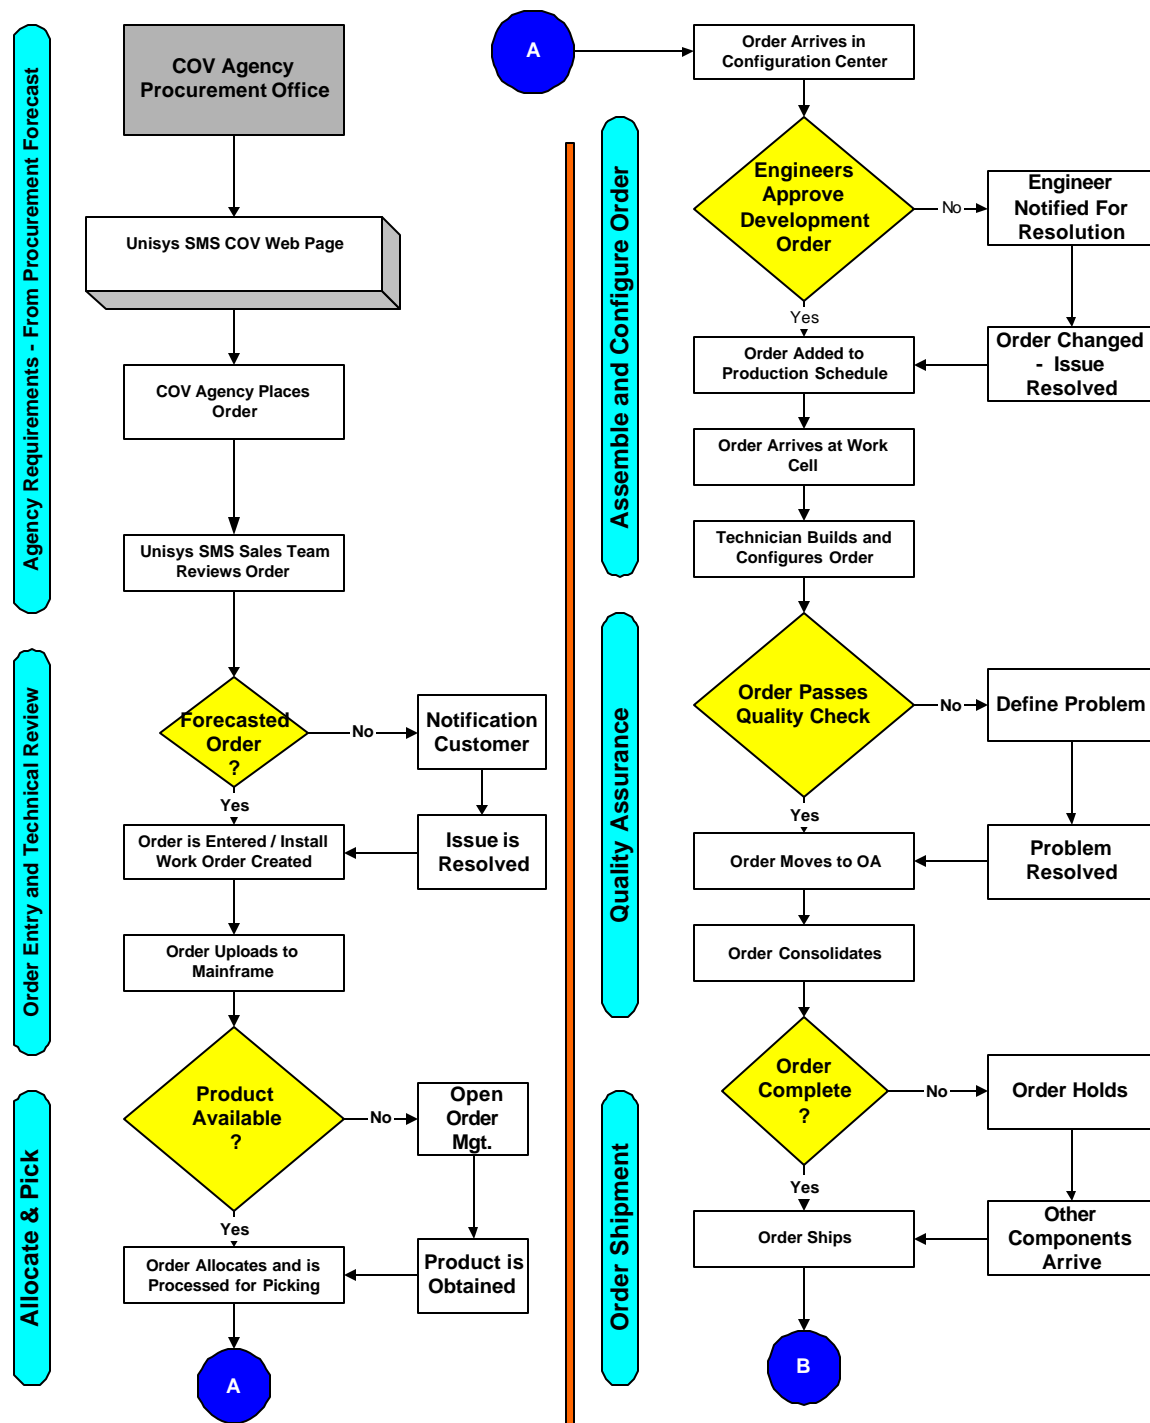 Agency Requirements - From Procurement Forecast
COV Agency
Procurement Office
Unisys SMS COV Web Page
COV Agency Places
Order
Unisys SMS Sales Team
Reviews Order
Order Entry and Technical Review
Forecasted
Order
?
No
Notification
Customer
Yes
Order is Entered / Install
Work Order Created
Issue is
Resolved
Order Uploads to
Mainframe
Allocate & Pick
Product
Available
?
No
Open
Order
Mgt.
Yes
Order Allocates and is
Processed for Picking
Product is
Obtained
A
A
Order Arrives in
Configuration Center
Assemble and Configure Order
Engineers
Approve
Development
Order
No
Engineer
Notified For
Resolution
Yes
Order Added to
Production Schedule
Order Changed
- Issue
Resolved
Order Arrives at Work
Cell
Technician Builds and
Configures Order
Quality Assurance
Order Passes
Quality Check
No
Define Problem
Yes
Order Moves to OA
Problem
Resolved
Order Consolidates
Order Shipment
Order
Complete
?
No
Order Holds
Yes
Order Ships
Other
Components
Arrive
B